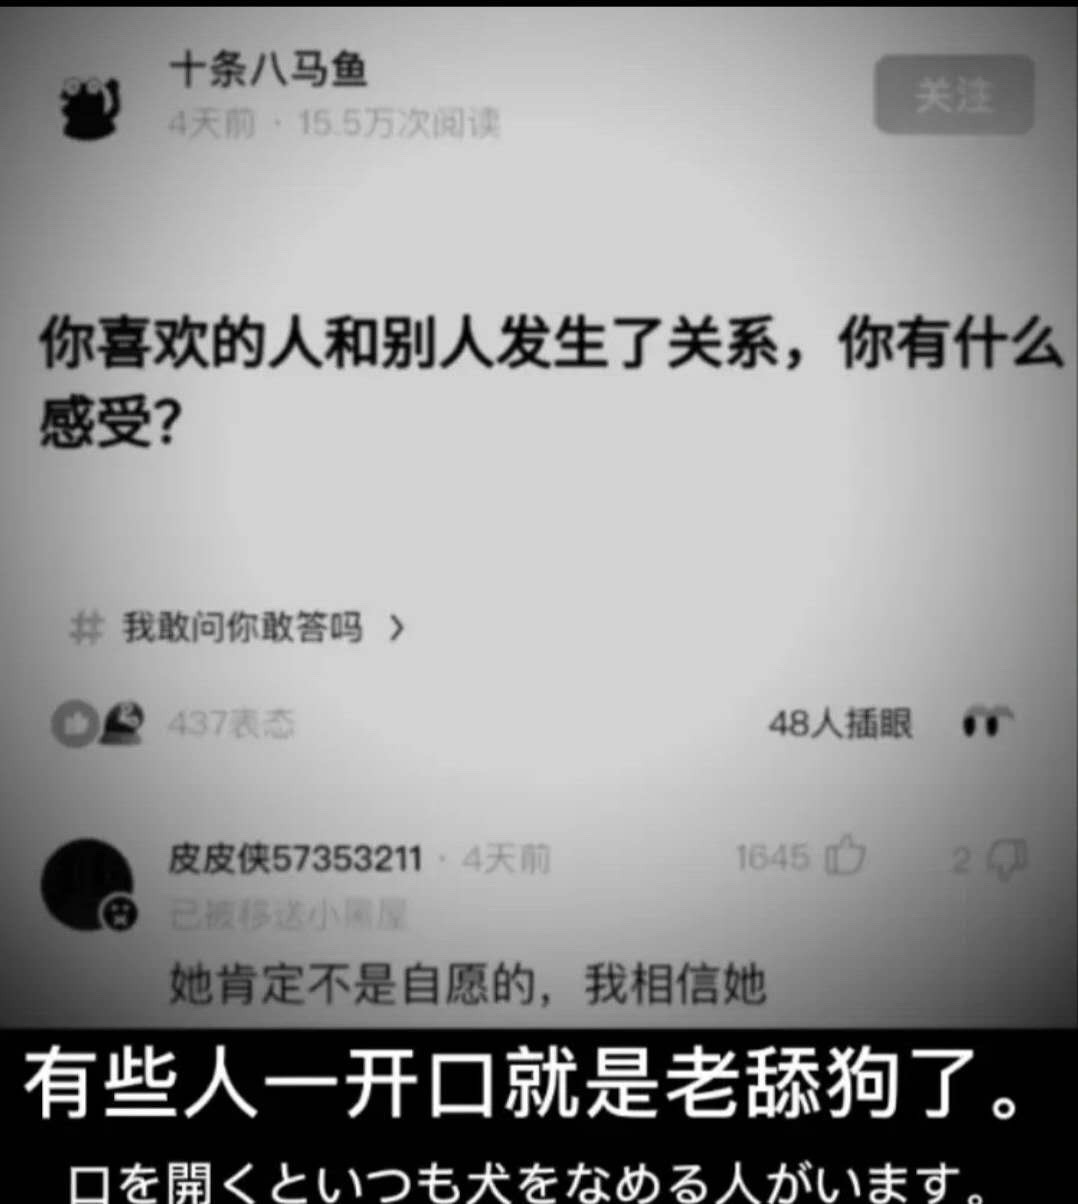 十条八马鱼
4天前 · 15.5万次阅读
关注
你喜欢的人和别人发生了关系，你有什么
感受？
# 我敢问你敢答吗 >
437表态
48人插眼
皮皮侠57353211 · 4天前
1645
2
已被移送小黑屋
她肯定不是自愿的，我相信她
有些人一开口就是老舔狗了。
口を開くといつも犬をなめる人がいます。